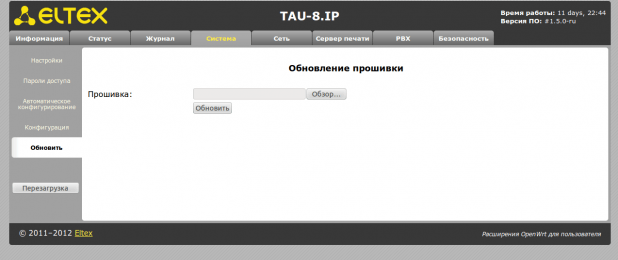 ELTEX
TAU-8.IP
Время работы: 11 days, 22:44
Версия ПО: #1.5.0-ru
Информация Статус Журнал Система Сеть Сервер печати PBX Безопасность
Настройки
Пароли доступа
Автоматическое
конфигурирование
Конфигурация
Обновить
Перезагрузка
Обновление прошивки
Прошивка: Обзор...
Обновить
© 2011–2012 Eltex
Расширения OpenWrt для пользователя